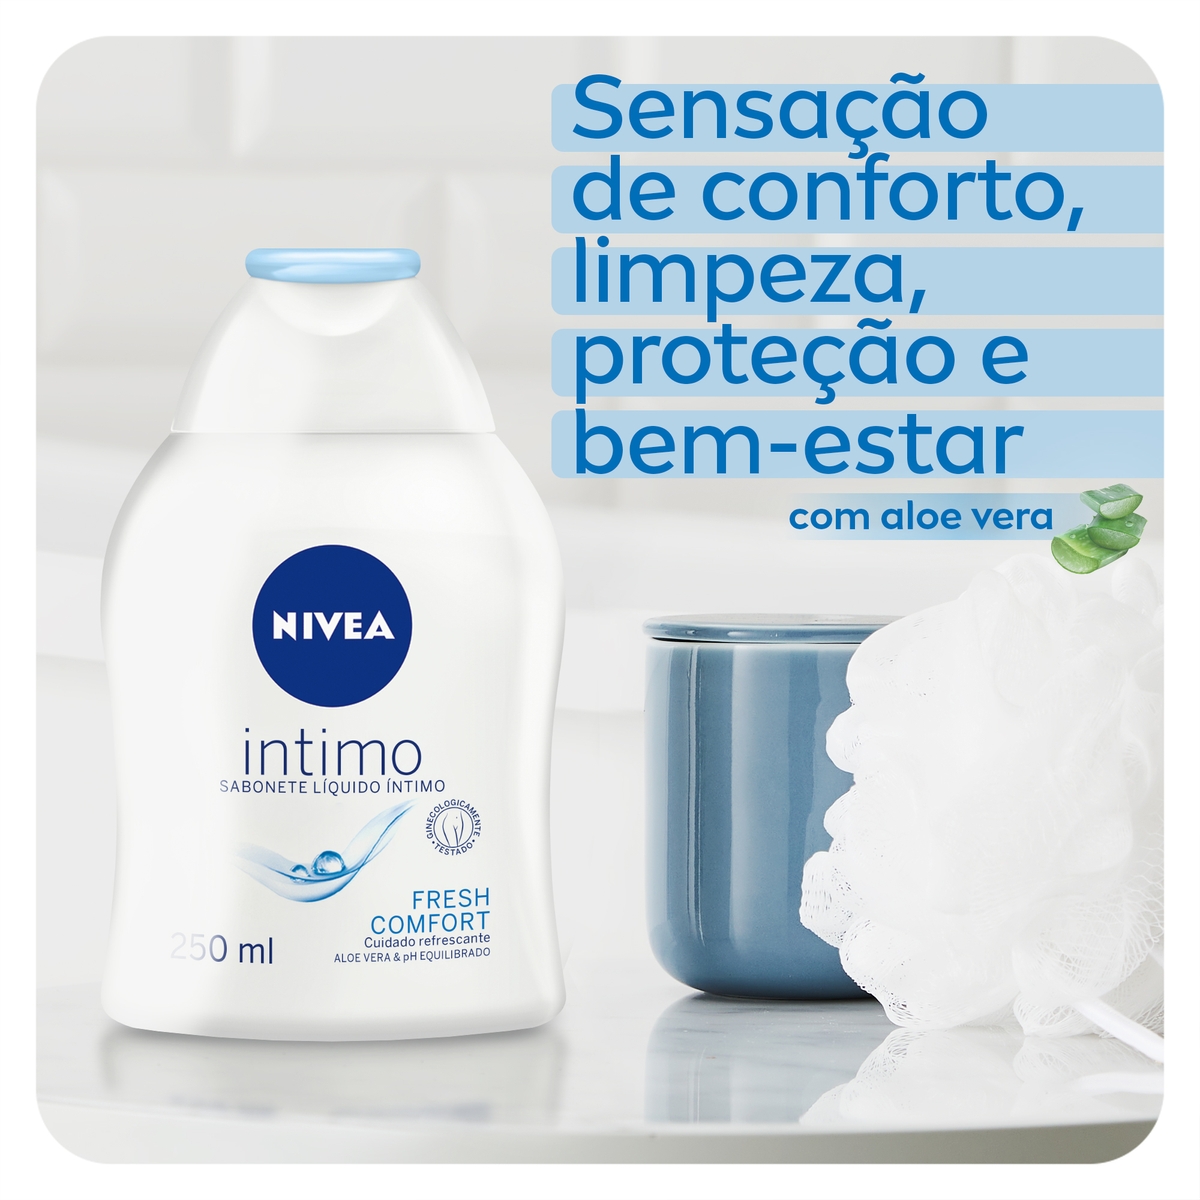 Sensação
de conforto,
limpeza,
proteção e
bem-estar
com aloe vera
NIVEA
intimo
SABONETE LÍQUIDO ÍNTIMO
GINECOLOGICAMENTE
• TESTADO •
FRESH
COMFORT
Cuidado refrescante
ALOE VERA & pH EQUILIBRADO
250 ml